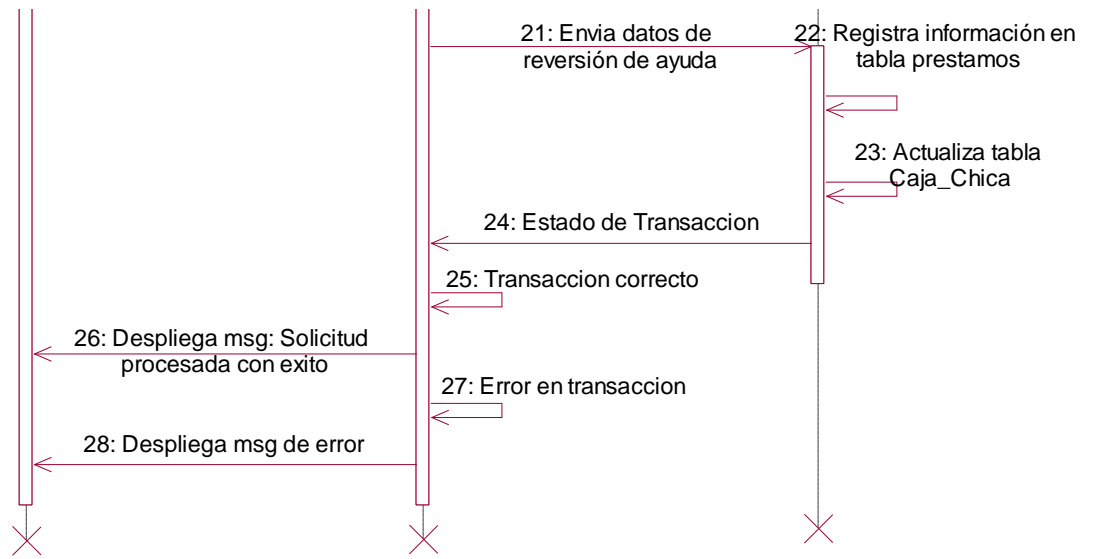 21: Envia datos de
reversión de ayuda
22: Registra información en
tabla prestamos
23: Actualiza tabla
Caja_Chica
24: Estado de Transaccion
25: Transaccion correcto
26: Despliega msg: Solicitud
procesada con exito
27: Error en transaccion
28: Despliega msg de error